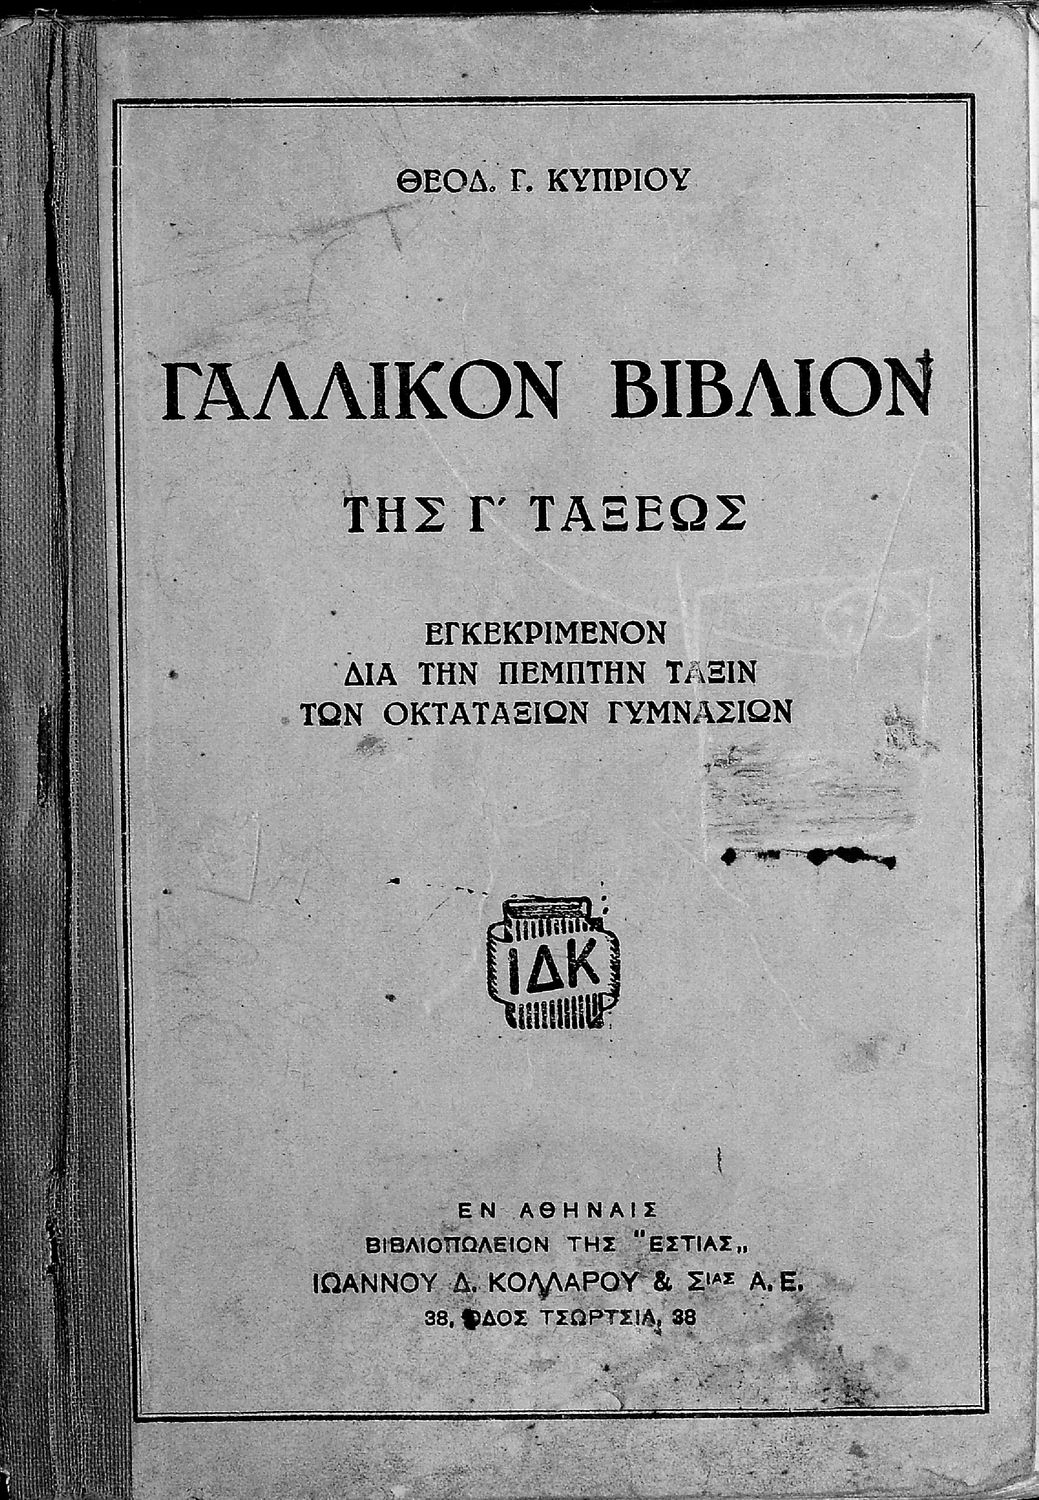 ΘΕΟΔ. Γ. ΚΥΠΡΙΟΥ
ΓΑΛΛΙΚΟΝ ΒΙΒΛΙΟΝ
ΤΗΣ Γ΄ ΤΑΞΕΩΣ
ΕΓΚΕΚΡΙΜΕΝΟΝ
ΔΙΑ ΤΗΝ ΠΕΜΠΤΗΝ ΤΑΞΙΝ
ΤΩΝ ΟΚΤΑΤΑΞΙΩΝ ΓΥΜΝΑΣΙΩΝ
ΙΔΚ
ΕΝ ΑΘΗΝΑΙΣ
ΒΙΒΛΙΟΠΩΛΕΙΟΝ ΤΗΣ "ΕΣΤΙΑΣ„
ΙΩΑΝΝΟΥ Δ. ΚΟΛΛΑΡΟΥ & ΣΙΑΣ Α.Ε.
38, ΟΔΟΣ ΤΣΩΡΤΣΙΛ, 38